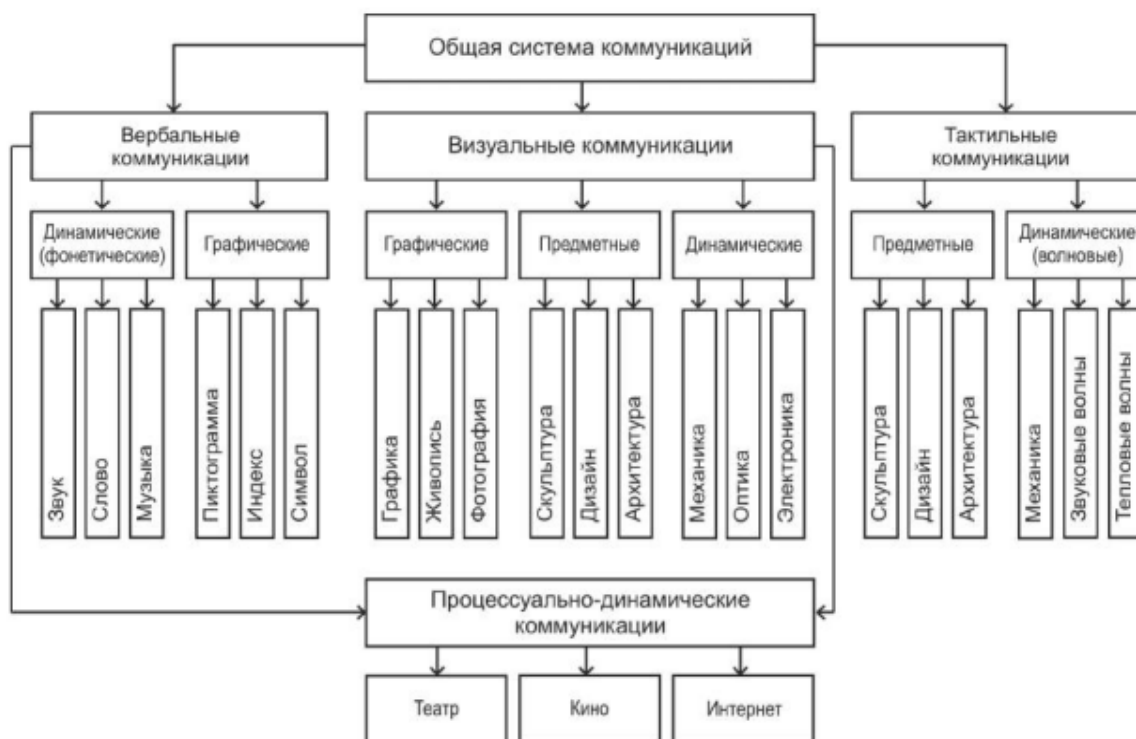 Общая система коммуникаций
Вербальные
коммуникации
Визуальные коммуникации
Тактильные
коммуникации
Динамические
(фонетические)
Графические
Графические
Предметные
Динамические
Предметные
Динамические
(волновые)
Звук
Слово
Музыка
Пиктограмма
Индекс
Символ
Графика
Живопись
Фотография
Скульптура
Дизайн
Архитектура
Механика
Оптика
Электроника
Скульптура
Дизайн
Архитектура
Механика
Звуковые волны
Тепловые волны
Процессуально-динамические
коммуникации
Театр
Кино
Интернет